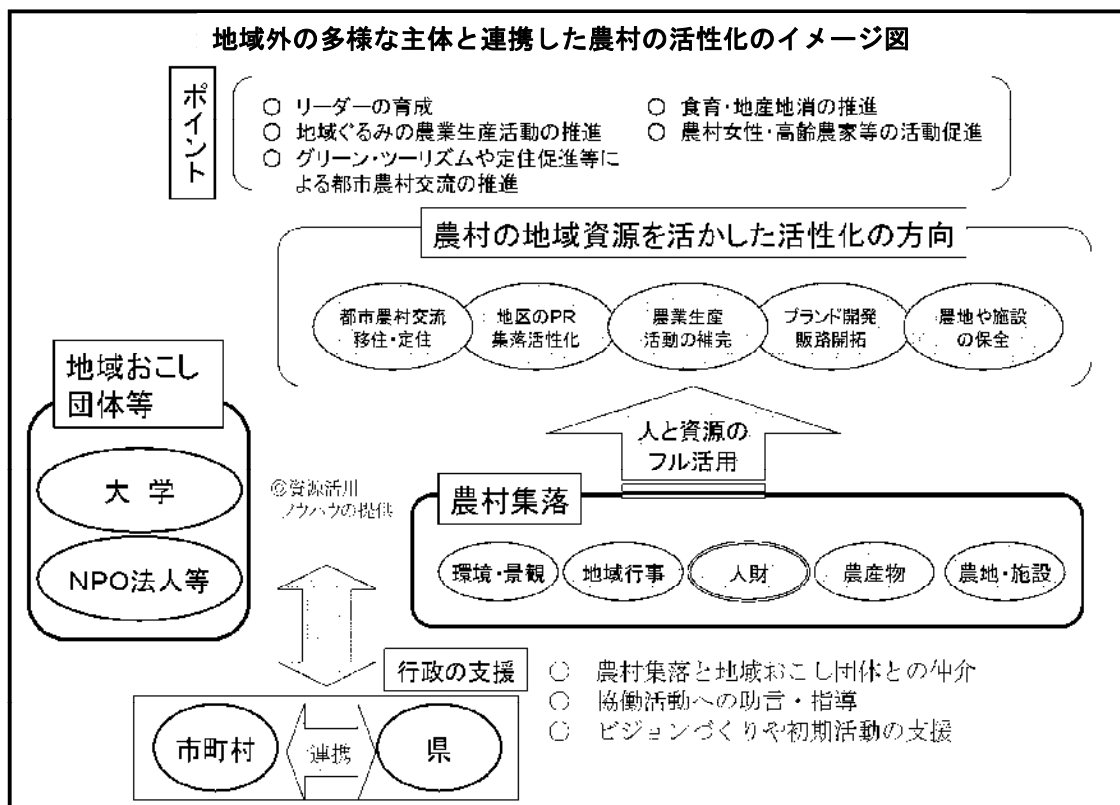 地域外の多様な主体と連携した農村の活性化のイメージ図
ポイント
○ リーダーの育成
○ 地域ぐるみの農業生産活動の推進
○ グリーン・ツーリズムや定住促進等に
よる都市農村交流の推進
○ 食育・地産地消の推進
○ 農村女性・高齢農家等の活動促進
農村の地域資源を活かした活性化の方向
都市農村交流
移住・定住
地区のPR
集落活性化
農業生産
活動の補完
ブランド開発
販路開拓
農地や施設
の保全
地域おこし
団体等
大 学
NPO法人等
◎資源活用
ノウハウの提供
人と資源の
フル活用
農村集落
環境・景観
地域行事
人財
農産物
農地・施設
行政の支援
市町村
連携
県
○ 農村集落と地域おこし団体との仲介
○ 協働活動への助言・指導
○ ビジョンづくりや初期活動の支援